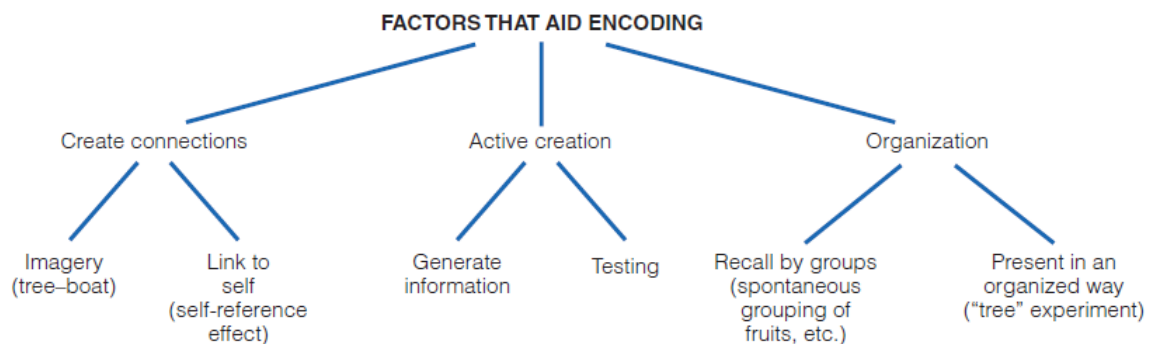 FACTORS THAT AID ENCODING
Create connections
Active creation
Organization
Imagery
(tree–boat)
Link to
self
(self-reference
effect)
Generate
information
Testing
Recall by groups
(spontaneous
grouping of
fruits, etc.)
Present in an
organized way
(“tree” experiment)